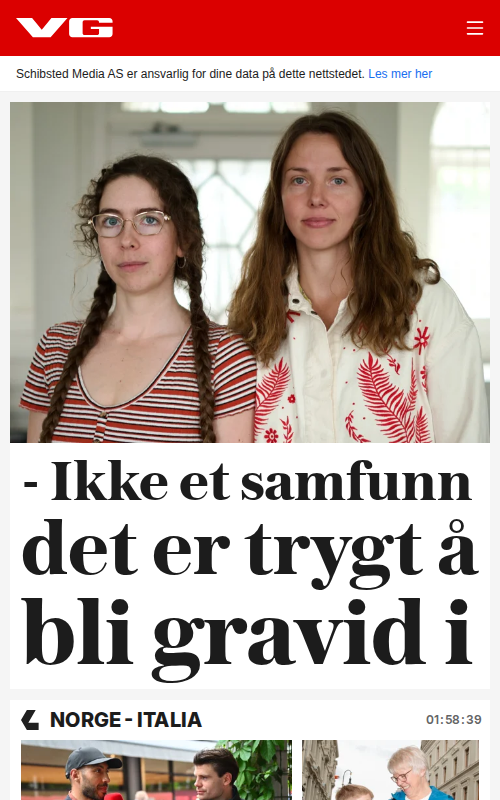 VG
Schibsted Media AS er ansvarlig for dine data på dette nettstedet. Les mer her
- Ikke et samfunn
det er trygt å
bli gravid i
NORGE - ITALIA
01:58:39